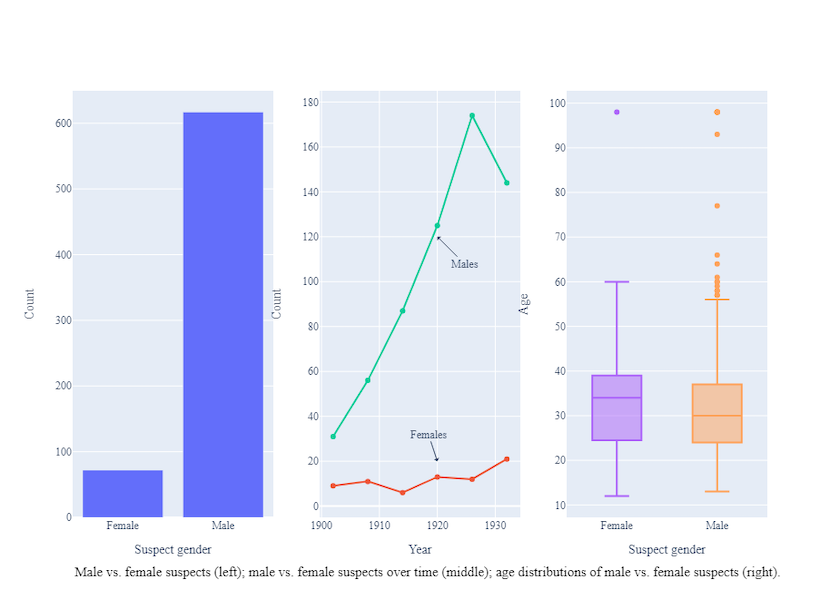 Count
600
500
400
300
200
100
0
Female Male
Suspect gender
Count
180
160
140
120
100
80
60
40
20
0
Males
Females
1900 1910 1920 1930
Year
Age
100
90
80
70
60
50
40
30
20
10
Female Male
Suspect gender
Male vs. female suspects (left); male vs. female suspects over time (middle); age distributions of male vs. female suspects (right).